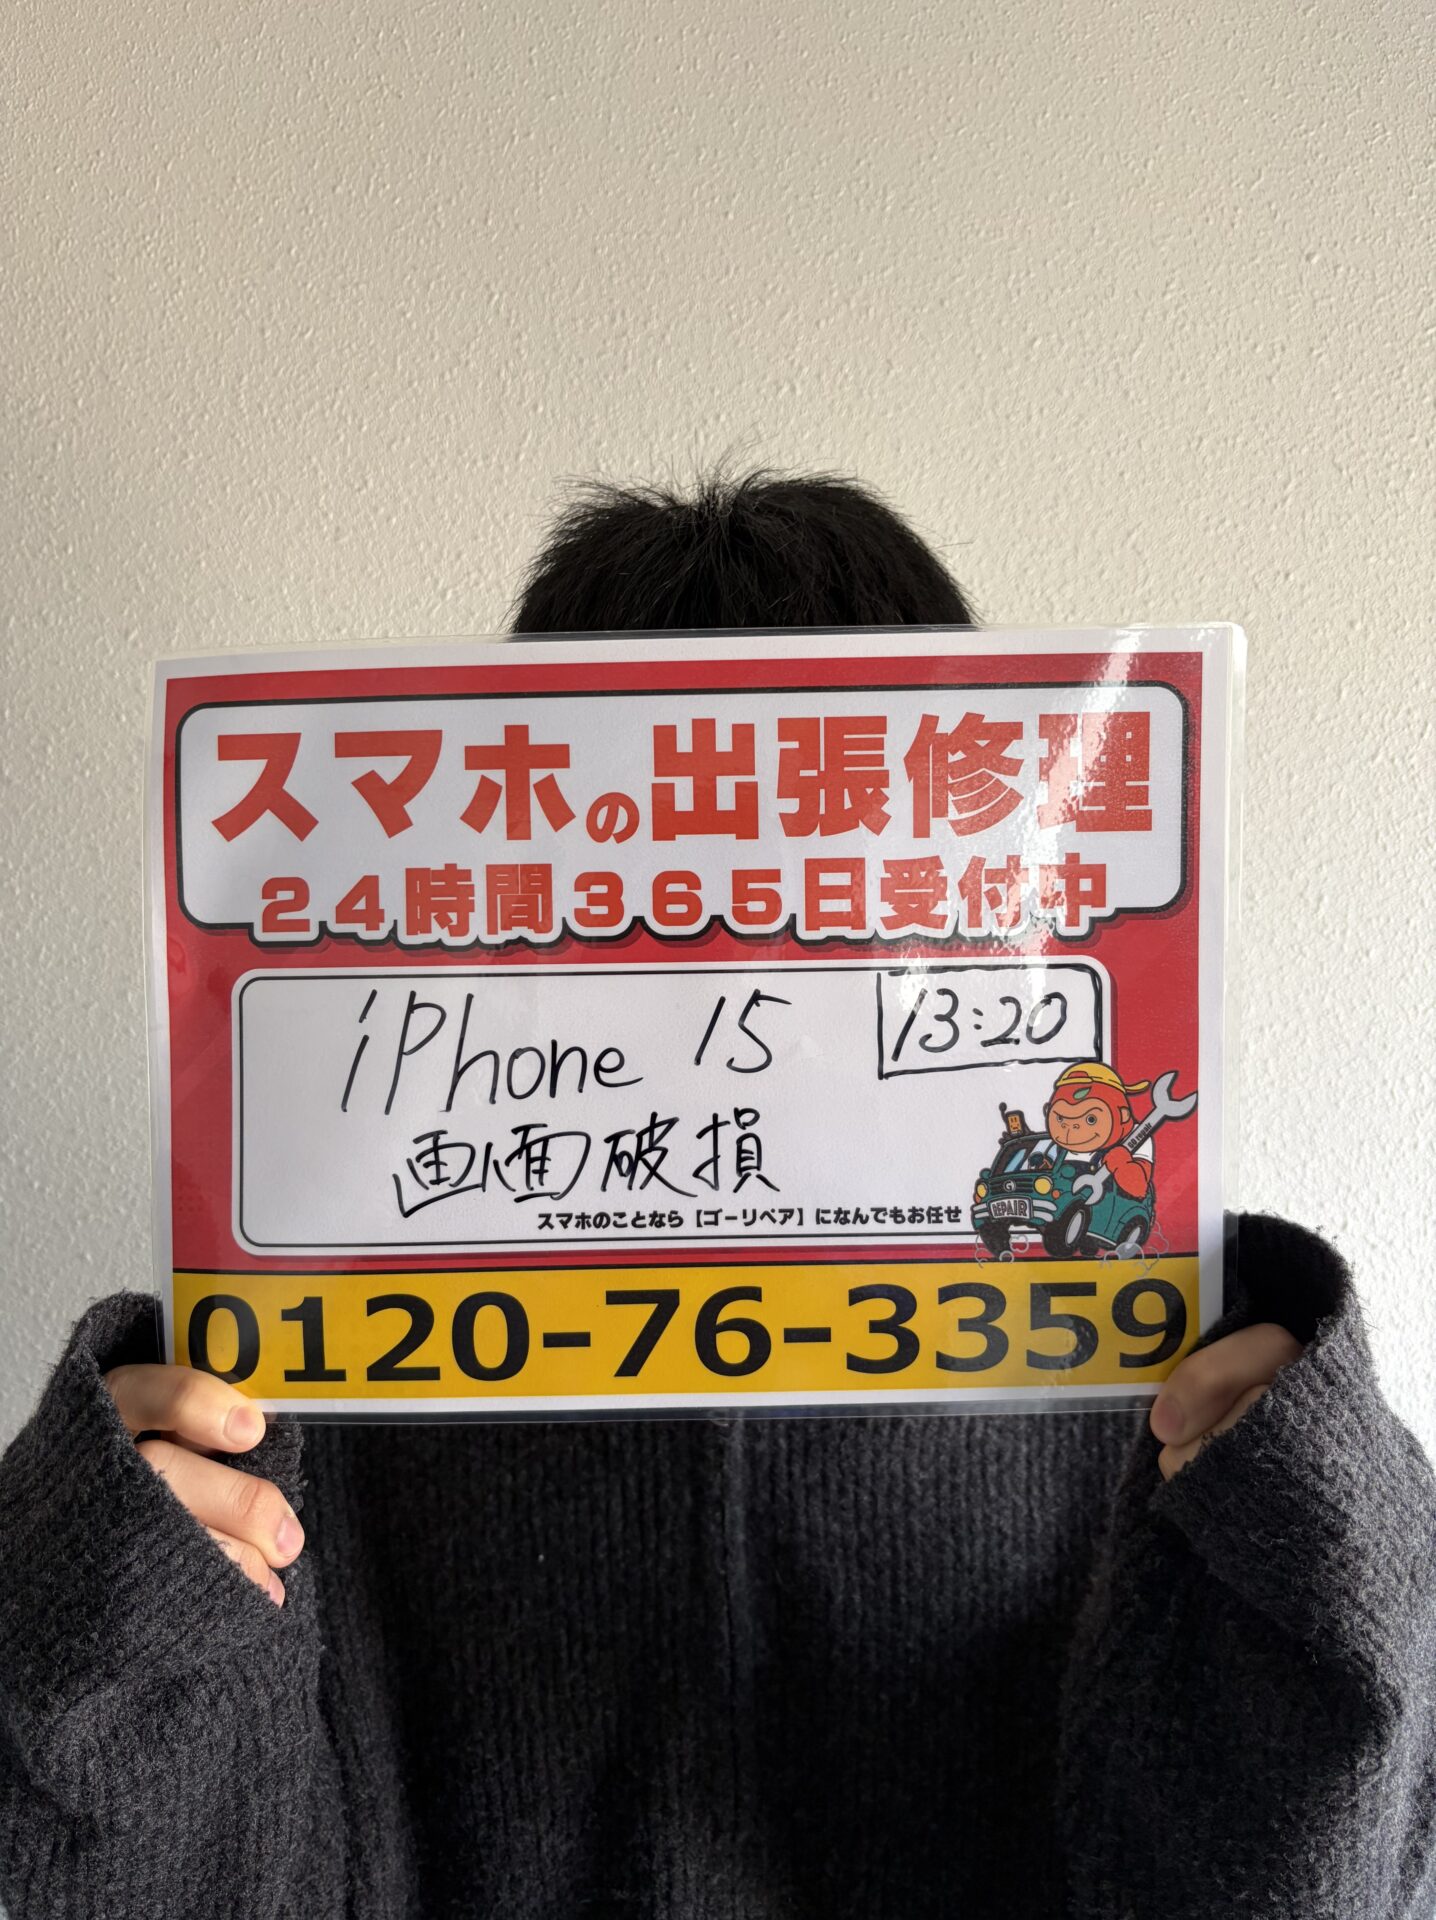 スマホの出張修理
24時間365日受付中
iPhone 15
13:20
画面破損
スマホのことなら【ゴーリペア】になんでもお任せ
REPAIR
0120-76-3359